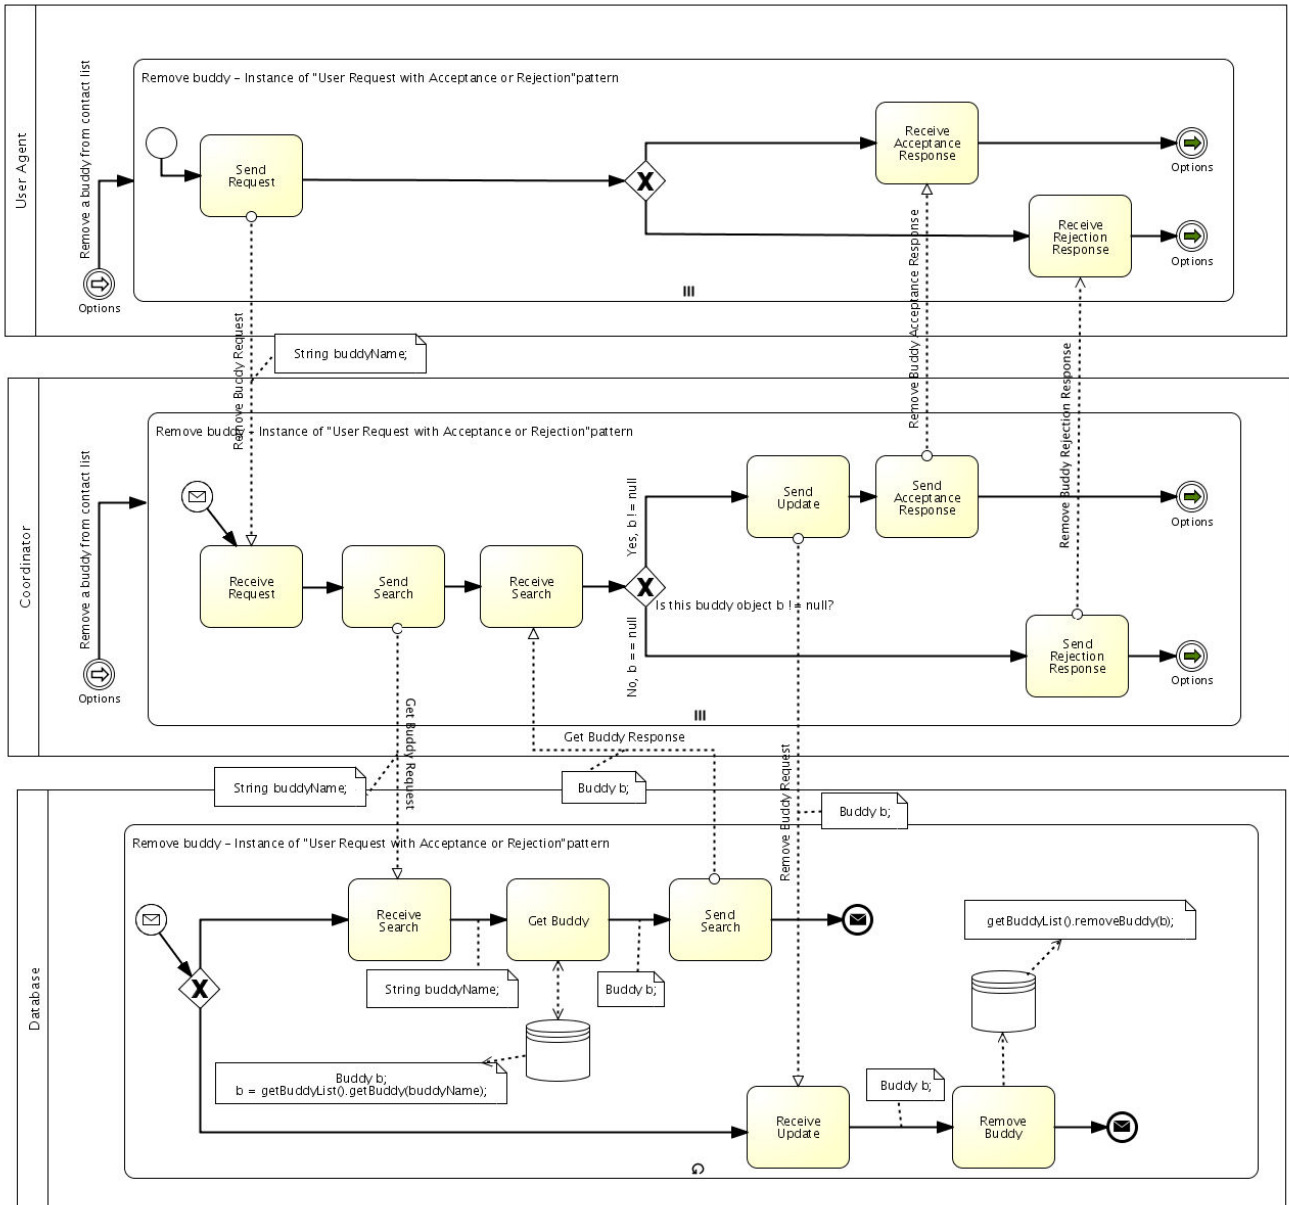 User Agent
Remove a buddy from contact list
Options
Remove buddy – Instance of "User Request with Acceptance or Rejection"pattern
Send
Request
X
Receive
Acceptance
Response
Options
Receive
Rejection
Response
Options
Remove Buddy Request
String buddyName;
Remove Buddy Acceptance Response
Remove Buddy Rejection Response
Coordinator
Remove a buddy from contact list
Options
Remove buddy – Instance of "User Request with Acceptance or Rejection"pattern
Receive
Request
Send
Search
Receive
Search
X
Yes, b != null
Is this buddy object b != null?
No, b == null
Send
Update
Send
Acceptance
Response
Options
Send
Rejection
Response
Options
Get Buddy Request
String buddyName;
Get Buddy Response
Buddy b;
Remove Buddy Request
Buddy b;
Database
Remove buddy – Instance of "User Request with Acceptance or Rejection"pattern
X
Receive
Search
String buddyName;
Get Buddy
Buddy b;
Send
Search
Buddy b;
b = getBuddyList().getBuddy(buddyName);
getBuddyList().removeBuddy(b);
Receive
Update
Buddy b;
Remove
Buddy